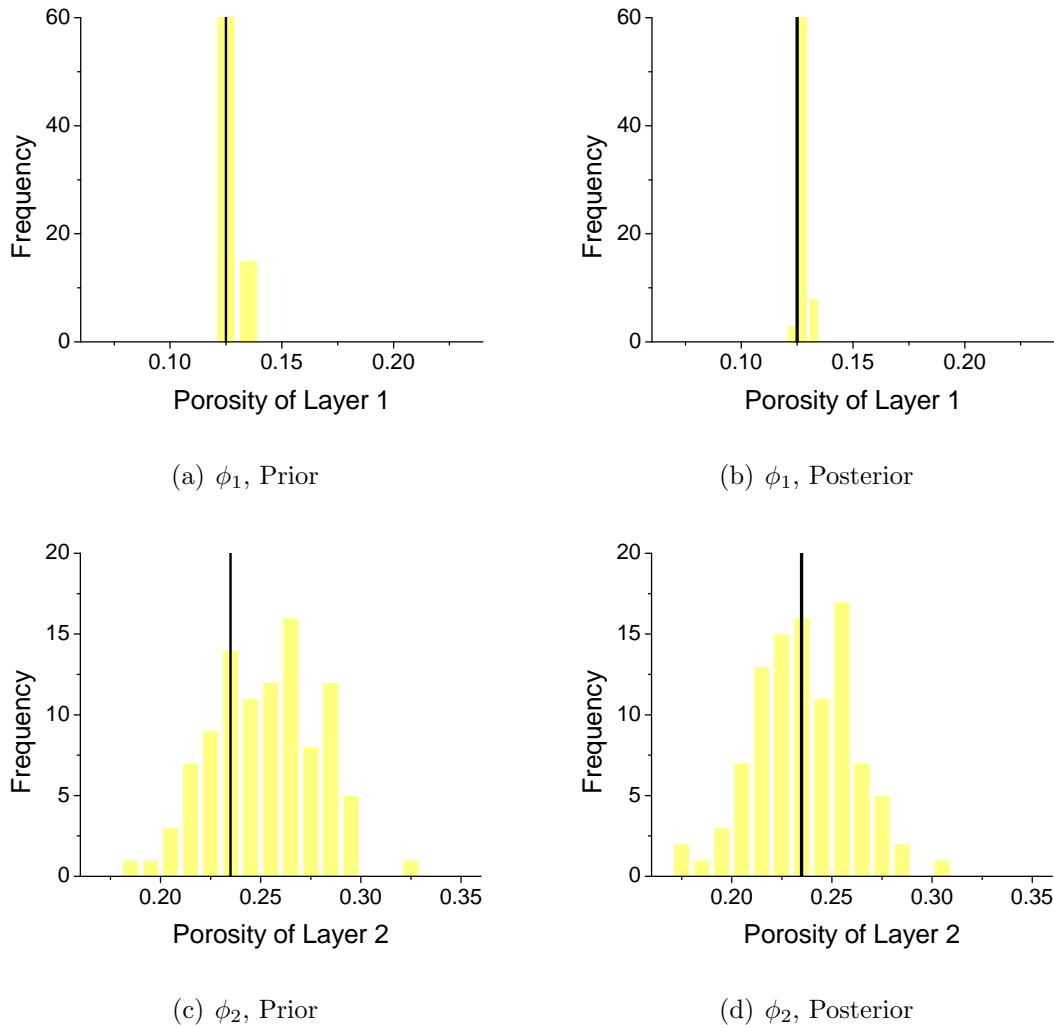 60
40
20
0
Frequency
0.10 0.15 0.20
Porosity of Layer 1
(a) ϕ₁, Prior
60
40
20
0
Frequency
0.10 0.15 0.20
Porosity of Layer 1
(b) ϕ₁, Posterior
20
15
10
5
0
Frequency
0.20 0.25 0.30 0.35
Porosity of Layer 2
(c) ϕ₂, Prior
20
15
10
5
0
Frequency
0.20 0.25 0.30 0.35
Porosity of Layer 2
(d) ϕ₂, Posterior